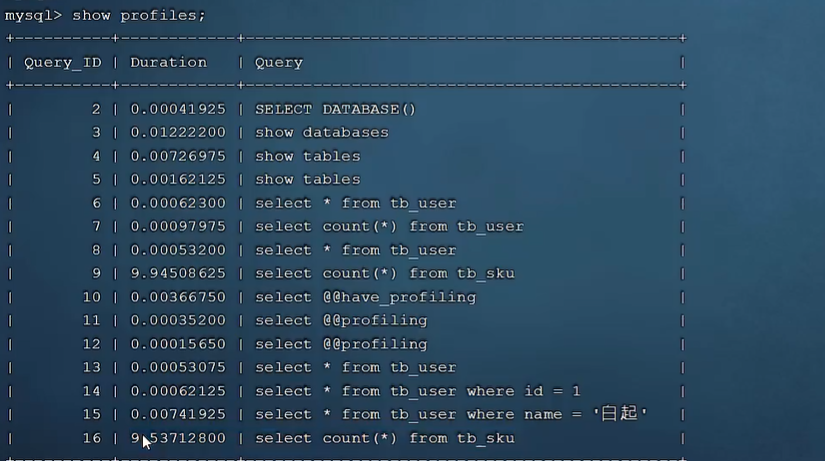 mysql> show profiles;
+----------+------------+-----------------------------------------------+
| Query_ID | Duration | Query |
+----------+------------+-----------------------------------------------+
| 2 | 0.00041925 | SELECT DATABASE() |
| 3 | 0.01222200 | show databases |
| 4 | 0.00726975 | show tables |
| 5 | 0.00162125 | show tables |
| 6 | 0.00062300 | select * from tb_user |
| 7 | 0.00097975 | select count(*) from tb_user |
| 8 | 0.00053200 | select * from tb_user |
| 9 | 9.94508625 | select count(*) from tb_sku |
| 10 | 0.00366750 | select @@have_profiling |
| 11 | 0.00035200 | select @@profiling |
| 12 | 0.00015650 | select @@profiling |
| 13 | 0.00053075 | select * from tb_user |
| 14 | 0.00062125 | select * from tb_user where id = 1 |
| 15 | 0.00741925 | select * from tb_user where name = '白起' |
| 16 | 9.53712800 | select count(*) from tb_sku |